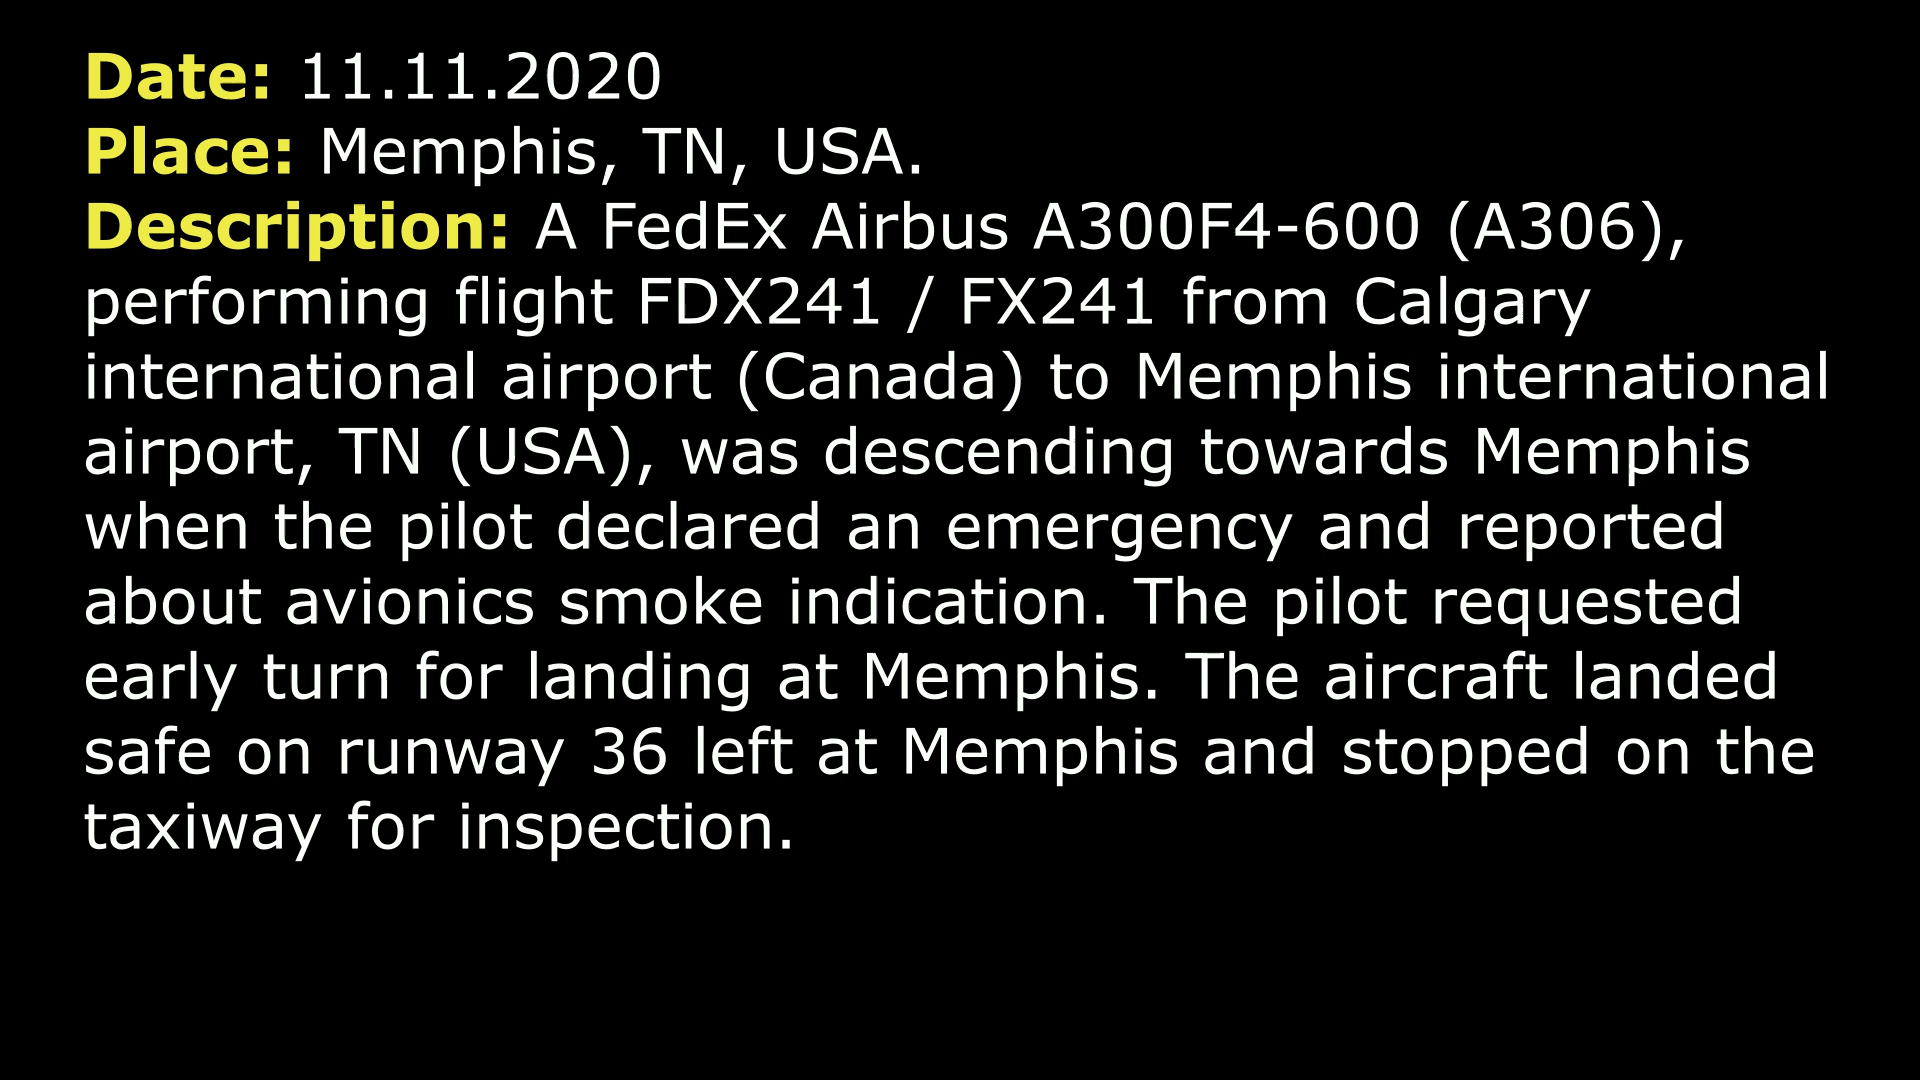 Date: 11.11.2020
Place: Memphis, TN, USA.
Description: A FedEx Airbus A300F4-600 (A306),
performing flight FDX241 / FX241 from Calgary
international airport (Canada) to Memphis international
airport, TN (USA), was descending towards Memphis
when the pilot declared an emergency and reported
about avionics smoke indication. The pilot requested
early turn for landing at Memphis. The aircraft landed
safe on runway 36 left at Memphis and stopped on the
taxiway for inspection.